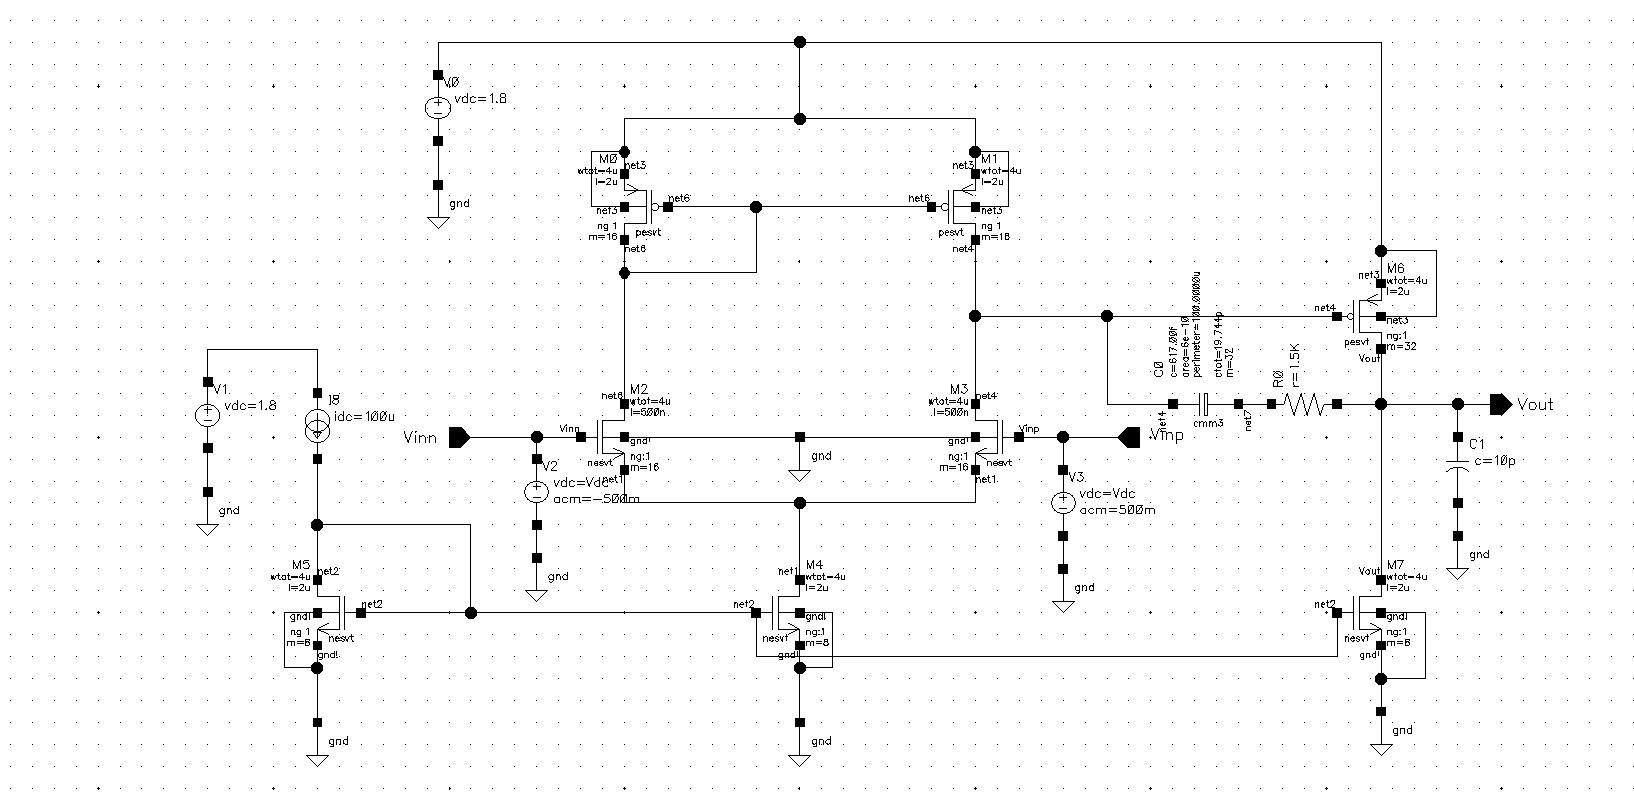 V0
vdc=1.8
gnd
M0
wtot=4u
l=2u
net3
net3
net6
ng:1
m=16
pesvt
net6
M1
net3
wtot=4u
l=2u
net6
net3
ng:1
m=16
pesvt
net4
M6
net3
wtot=4u
l=2u
net4
net3
ng:1
m=32
pesvt
Vout
V1
vdc=1.8
gnd
I8
idc=100u
M2
net6
wtot=4u
l=500n
Vinn
Vinn
gnd!
ng:1
m=16
nesvt
net1
gnd
M3
net4
wtot=4u
l=500n
Vinp
Vinp
gnd!
ng:1
m=16
nesvt
net1
C0
c=617.00f
area=6e-10
perimeter=100.0000u
ctot=19.744p
m=32
net4
cmm3
net7
R0
r=1.5K
Vout
C1
c=10p
gnd
V2
vdc=Vdc
acm=-500m
gnd
V3
vdc=Vdc
acm=500m
gnd
M5
net2
wtot=4u
l=2u
net2
gnd!
ng:1
m=8
nesvt
gnd!
gnd
M4
net1
wtot=4u
l=2u
net2
gnd!
ng:1
m=8
nesvt
gnd!
gnd
M7
Vout
wtot=4u
l=2u
net2
gnd!
ng:1
m=8
nesvt
gnd!
gnd